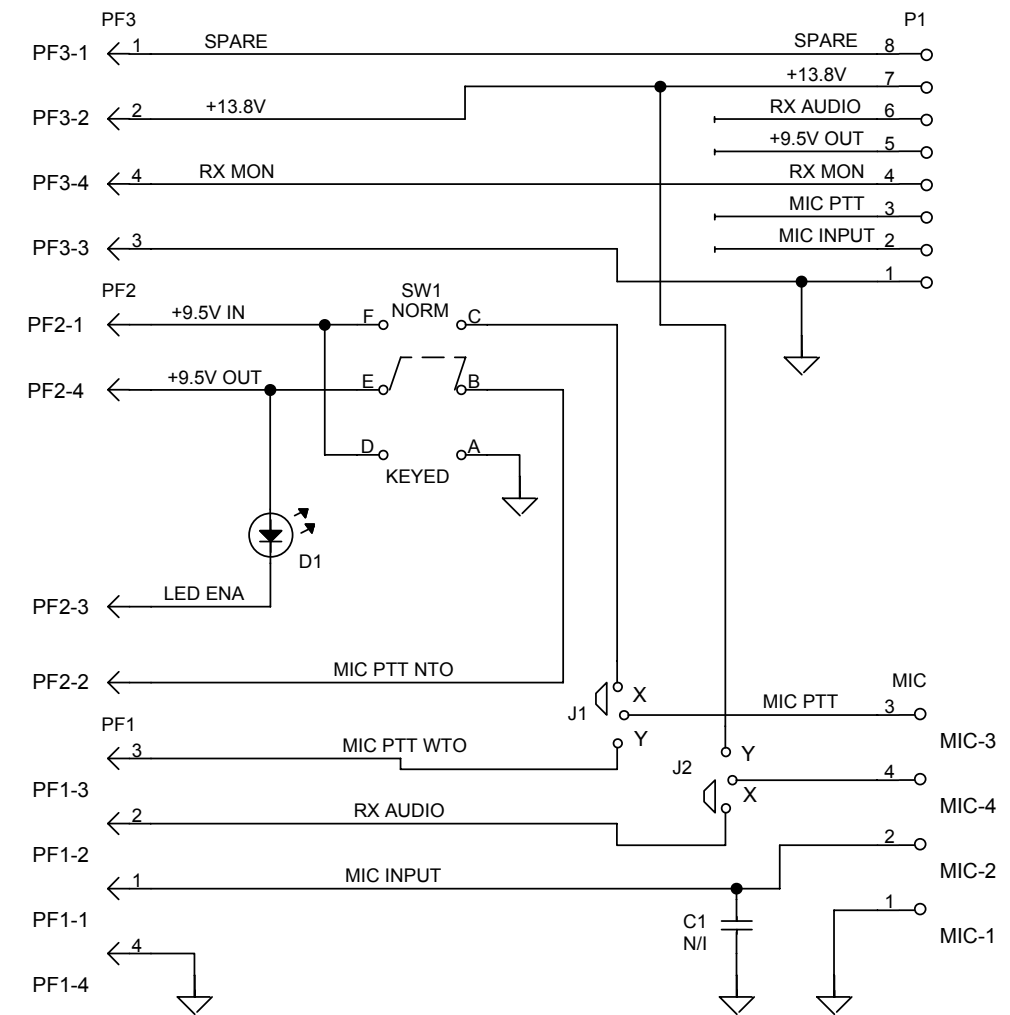 PF3
P1
PF3-1 1 SPARE SPARE 8
+13.8V 7
PF3-2 2 +13.8V RX AUDIO 6
+9.5V OUT 5
PF3-4 4 RX MON RX MON 4
MIC PTT 3
PF3-3 3 MIC INPUT 2
1
PF2
SW1
NORM
PF2-1 +9.5V IN F C
PF2-4 +9.5V OUT E B
D A
KEYED
D1
PF2-3 LED ENA
PF2-2 MIC PTT NTO
MIC
X
J1 MIC PTT 3
PF1
Y
MIC-3
3 MIC PTT WTO
Y
J2
4
PF1-3
X
MIC-4
2 RX AUDIO
2
PF1-2
MIC-2
1 MIC INPUT
1
PF1-1
C1
N/I
MIC-1
4
PF1-4